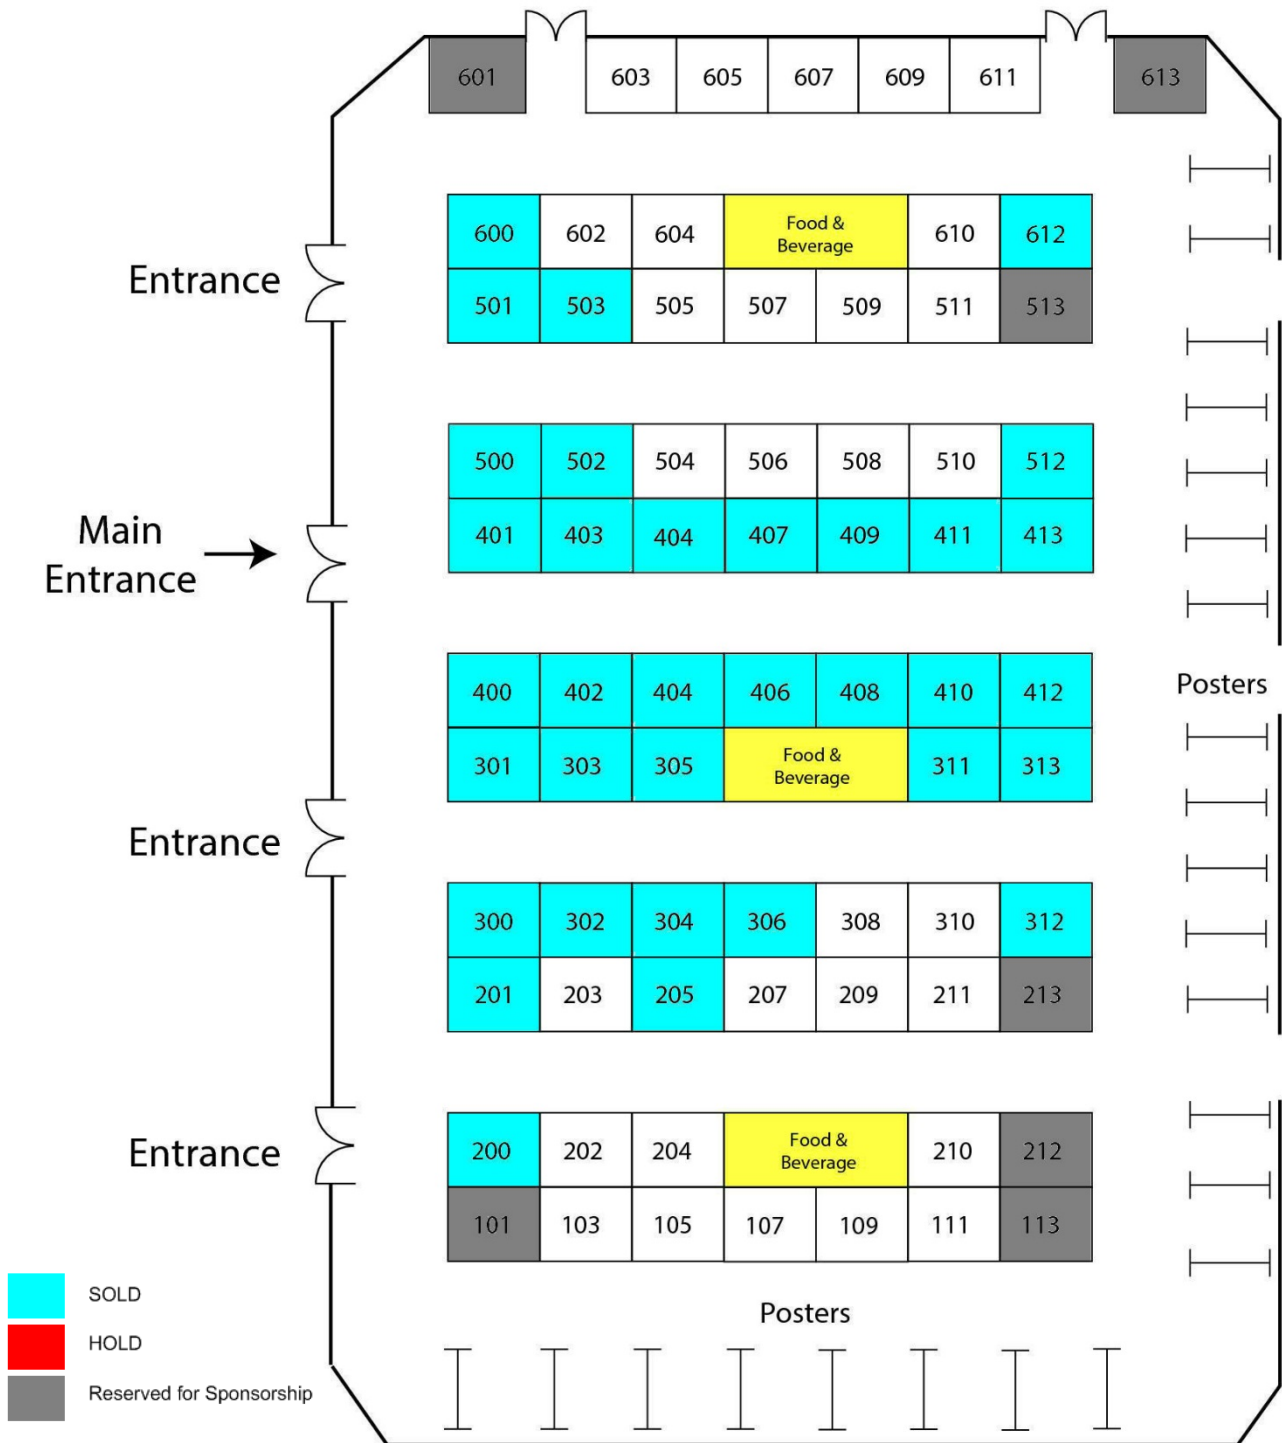 601 603 605 607 609 611 613
600 602 604 Food & Beverage 610 612
Entrance
501 503 505 507 509 511 513
500 502 504 506 508 510 512
Main
Entrance
401 403 404 407 409 411 413
400 402 404 406 408 410 412
Posters
301 303 305 Food & Beverage 311 313
Entrance
300 302 304 306 308 310 312
201 203 205 207 209 211 213
200 202 204 Food & Beverage 210 212
Entrance
101 103 105 107 109 111 113
SOLD
Posters
HOLD
Reserved for Sponsorship